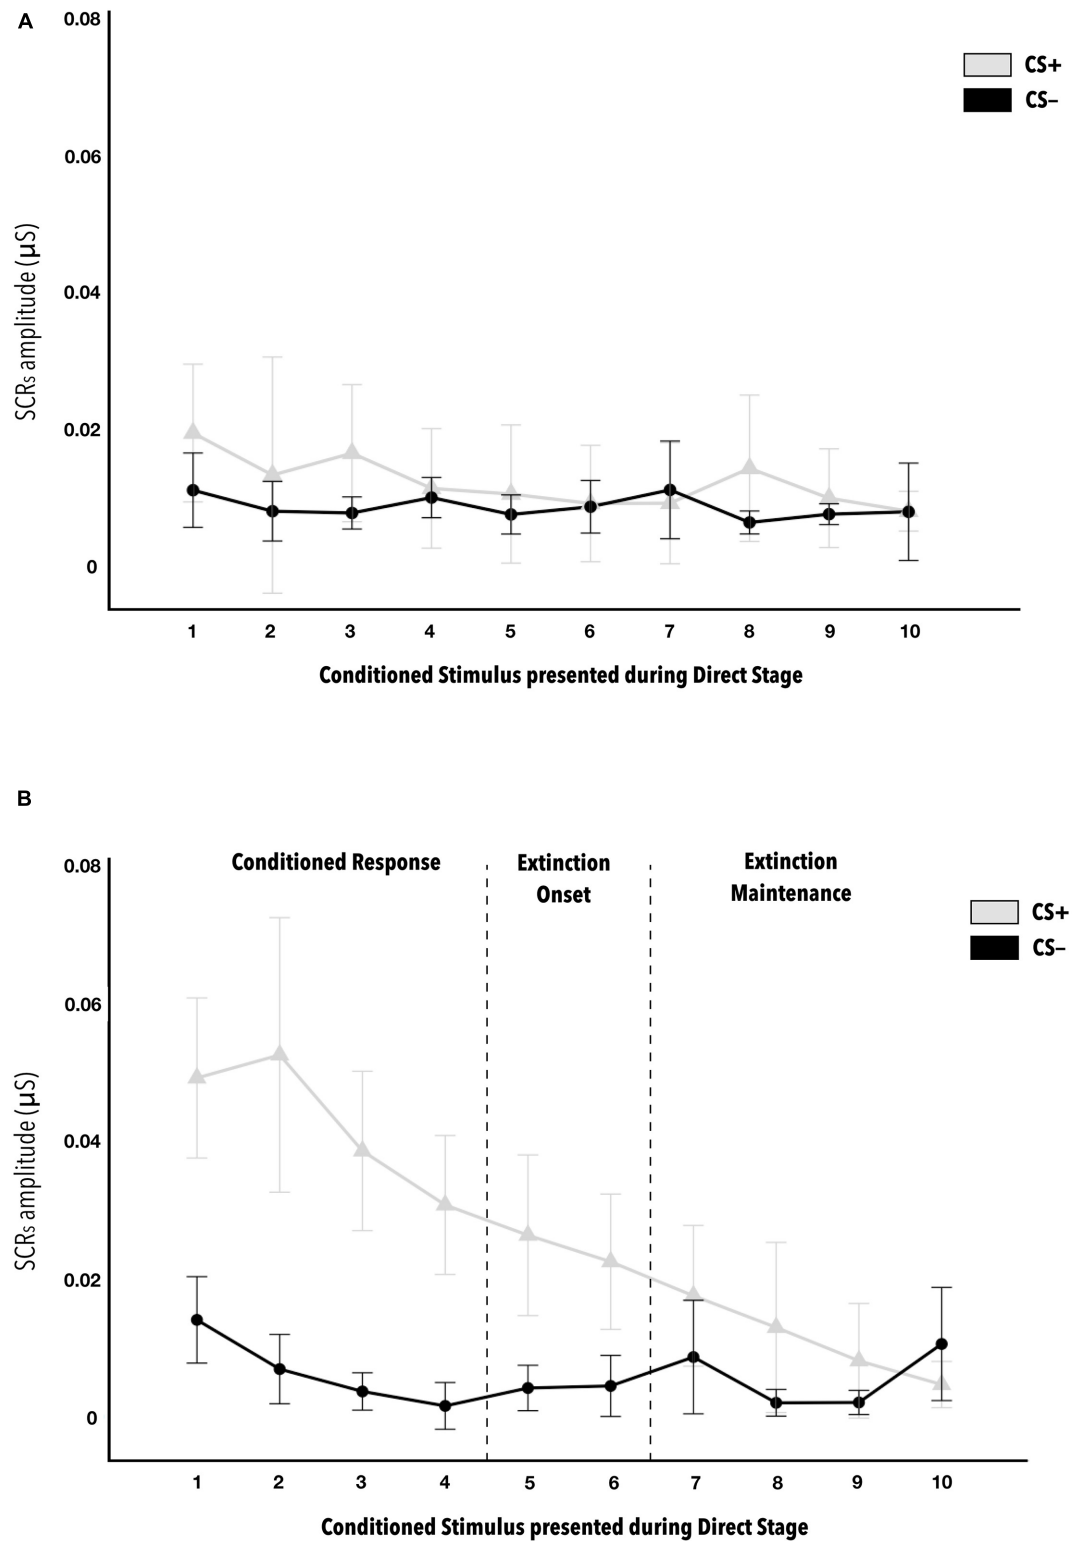 A
0.08
CS+
CS–
0.06
0.04
0.02
0
SCRs amplitude (µS)
1 2 3 4 5 6 7 8 9 10
Conditioned Stimulus presented during Direct Stage
B
Conditioned Response
Extinction
Onset
Extinction
Maintenance
0.08
CS+
CS–
0.06
0.04
0.02
0
SCRs amplitude (µS)
1 2 3 4 5 6 7 8 9 10
Conditioned Stimulus presented during Direct Stage